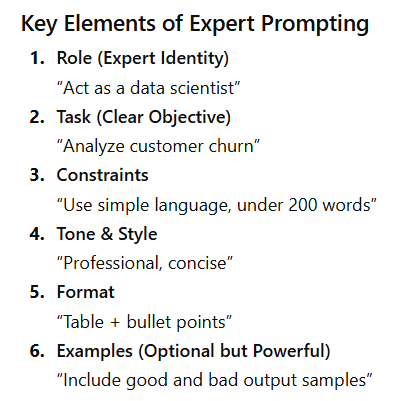 Key Elements of Expert Prompting
1. Role (Expert Identity)
“Act as a data scientist”
2. Task (Clear Objective)
“Analyze customer churn”
3. Constraints
“Use simple language, under 200 words”
4. Tone & Style
“Professional, concise”
5. Format
“Table + bullet points”
6. Examples (Optional but Powerful)
“Include good and bad output samples”